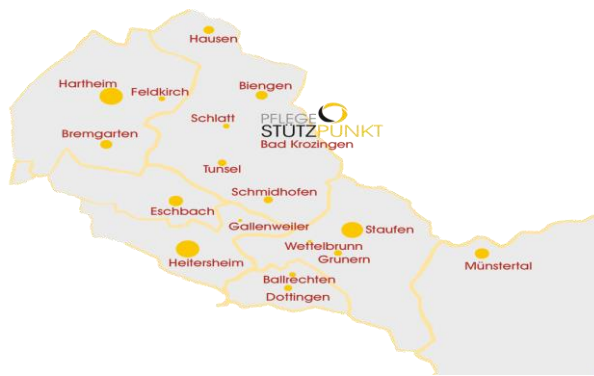 Hausen
Hartheim
Feldkirch
Biengen
Schlatt
PFLEGE
STÜTZPUNKT
Bad Krozingen
Bremgarten
Tunsel
Schmidhofen
Eschbach
Gallenweiler
Staufen
Wettelbrunn
Grunern
Heitersheim
Münstertal
Ballrechten
Dottingen